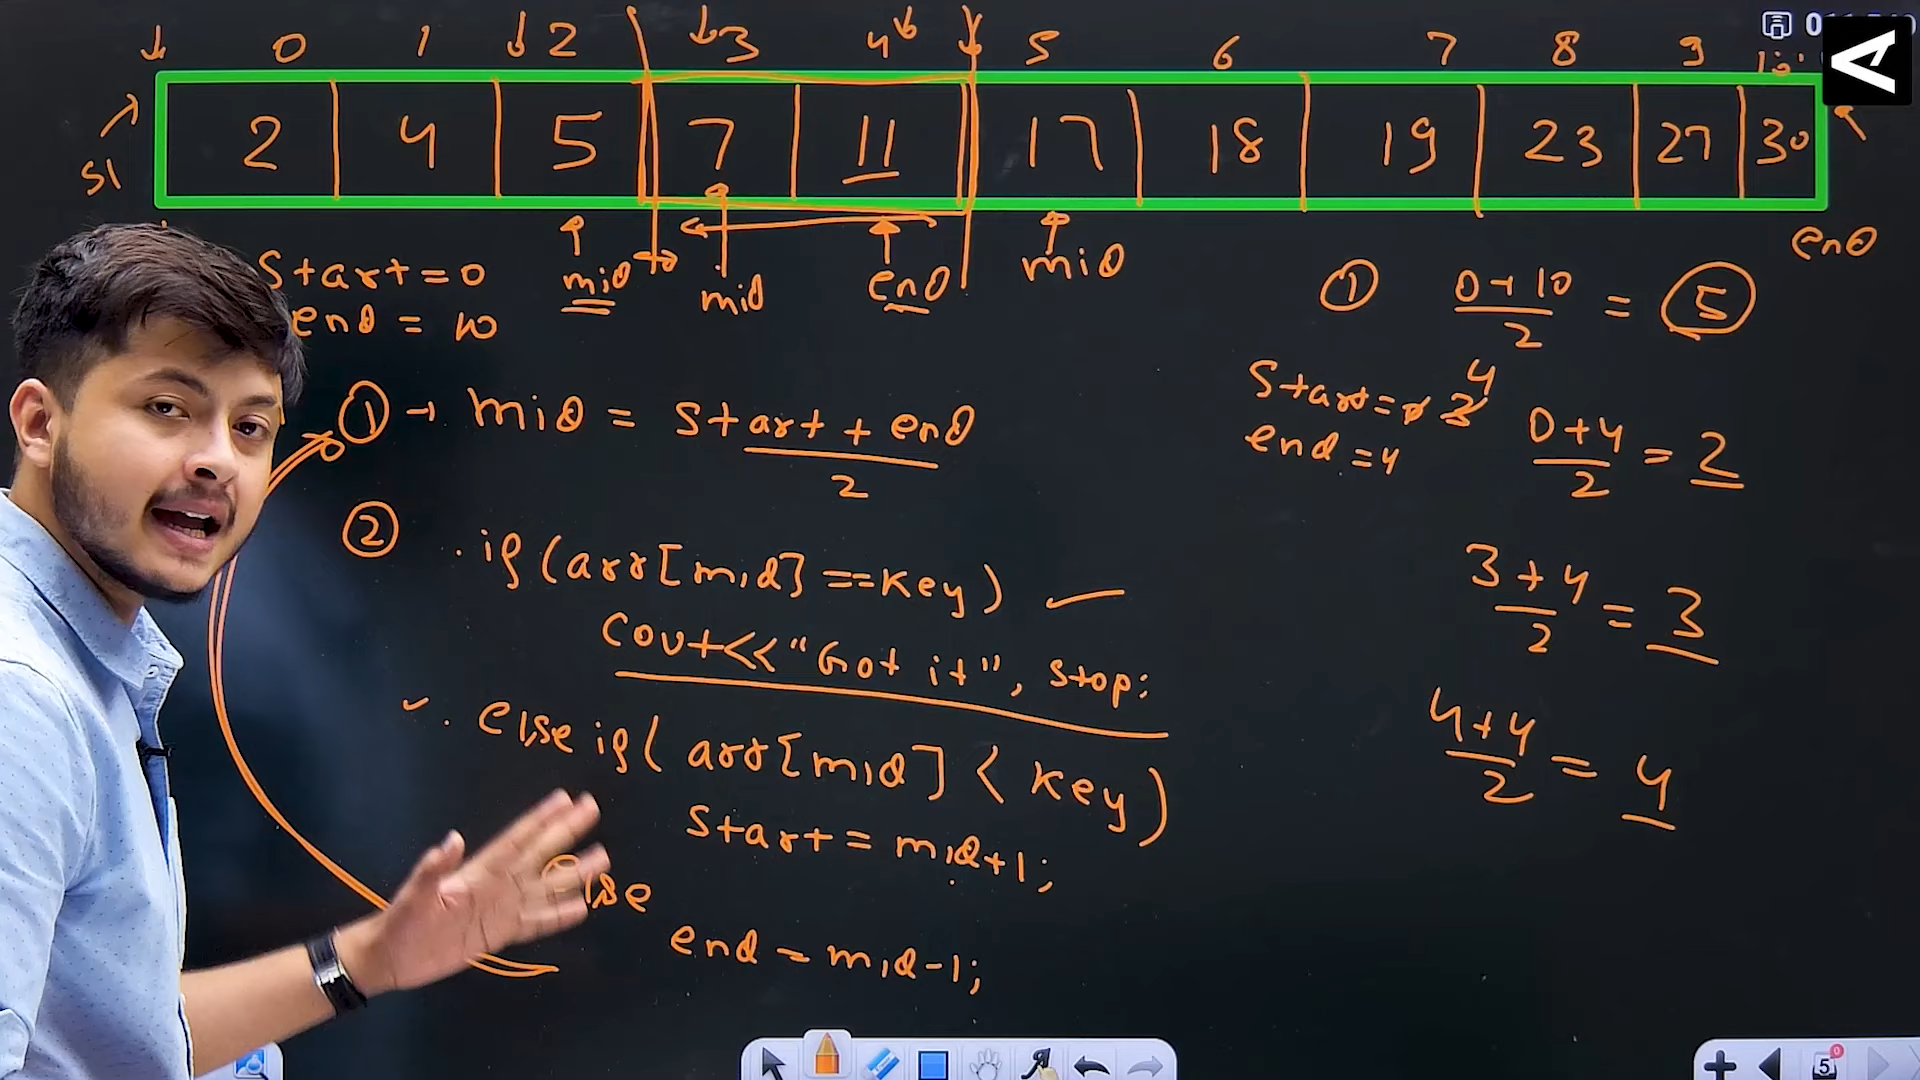 0 1 2 3 4 5 6 7 8 9 10
2 4 5 7 11 17 18 19 23 27 30
mid mid end mid end
start = 0
end = 10
① 0+10/2 = 5
start = 0 3 4
end = 4
0+4/2 = 2
① → mid = start + end/2
② if (arr[mid] == key)
cout << "Got it", stop;
3+4/2 = 3
else if (arr[mid] < key)
start = mid+1;
4+4/2 = 4
else
end = mid-1;
5